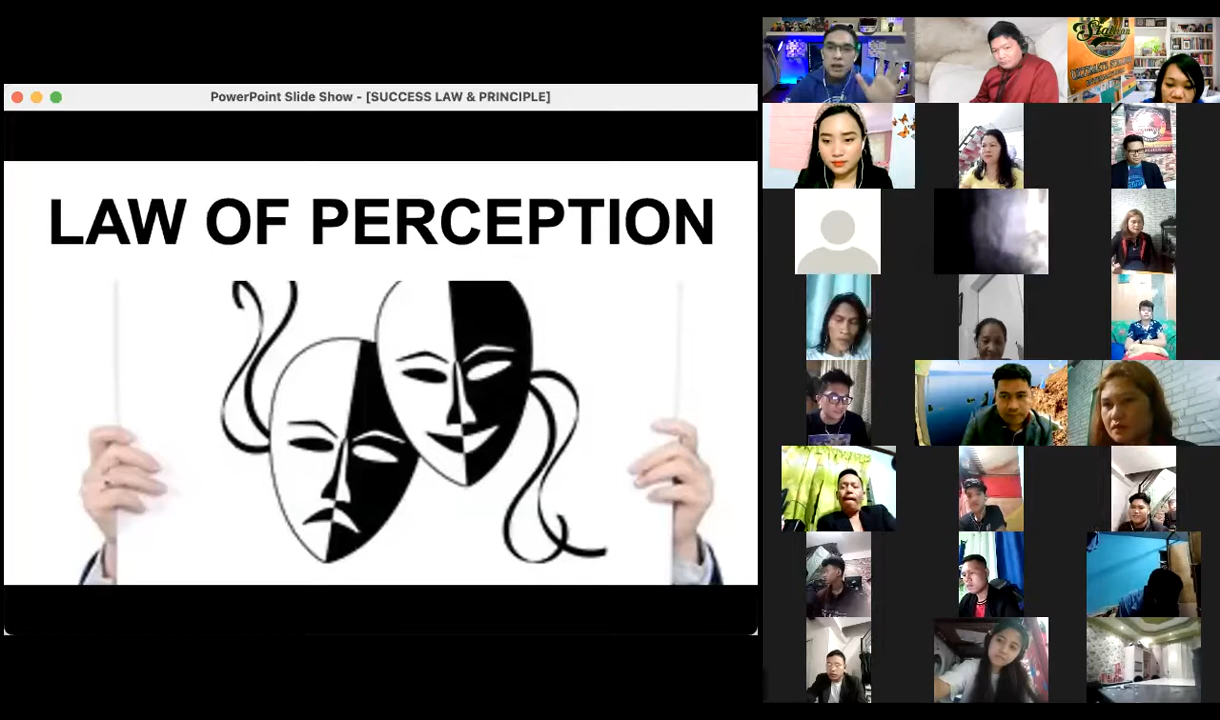 PowerPoint Slide Show - [SUCCESS LAW & PRINCIPLE]
LAW OF PERCEPTION